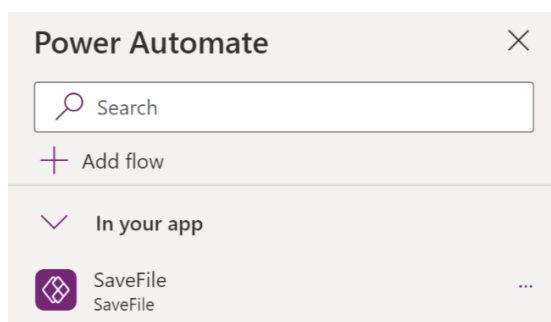 Power Automate
Search
Add flow
In your app
SaveFile
SaveFile